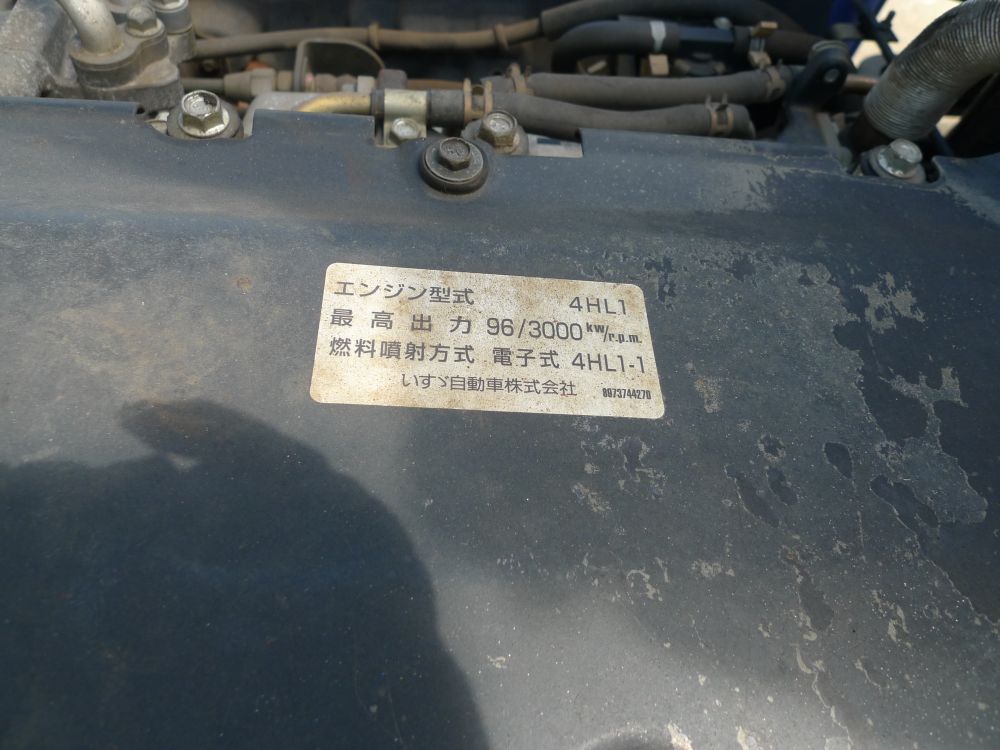 エンジン型式 4HL1
最高出力 96/3000 kW/r.p.m.
燃料噴射方式 電子式 4HL1-1
いすゞ自動車株式会社 8973744270